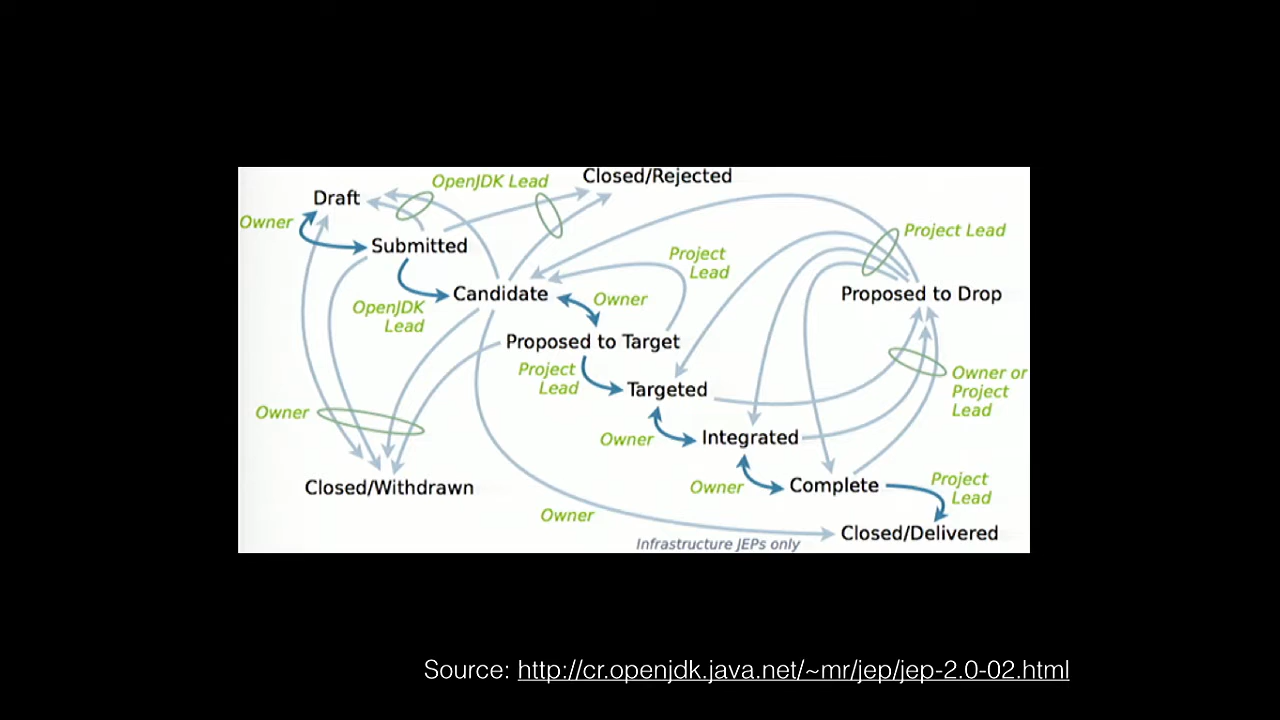 Closed/Rejected
OpenJDK Lead
Draft
Owner
Project Lead
Submitted
Project
Lead
Candidate
Owner
Proposed to Drop
OpenJDK
Lead
Proposed to Target
Project
Lead
Owner or
Project
Lead
Targeted
Owner
Owner
Integrated
Closed/Withdrawn
Owner
Complete
Project
Lead
Owner
Closed/Delivered
Infrastructure JEPs only
Source: http://cr.openjdk.java.net/~mr/jep/jep-2.0-02.html